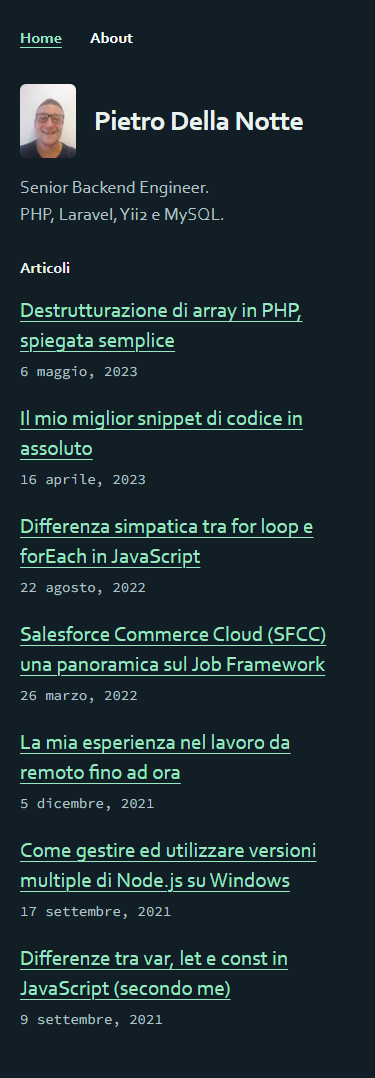 Home About
Pietro Della Notte
Senior Backend Engineer.
PHP, Laravel, Yii2 e MySQL.
Articoli
Destrutturazione di array in PHP,
spiegata semplice
6 maggio, 2023
Il mio miglior snippet di codice in
assoluto
16 aprile, 2023
Differenza simpatica tra for loop e
forEach in JavaScript
22 agosto, 2022
Salesforce Commerce Cloud (SFCC)
una panoramica sul Job Framework
26 marzo, 2022
La mia esperienza nel lavoro da
remoto fino ad ora
5 dicembre, 2021
Come gestire ed utilizzare versioni
multiple di Node.js su Windows
17 settembre, 2021
Differenze tra var, let e const in
JavaScript (secondo me)
9 settembre, 2021